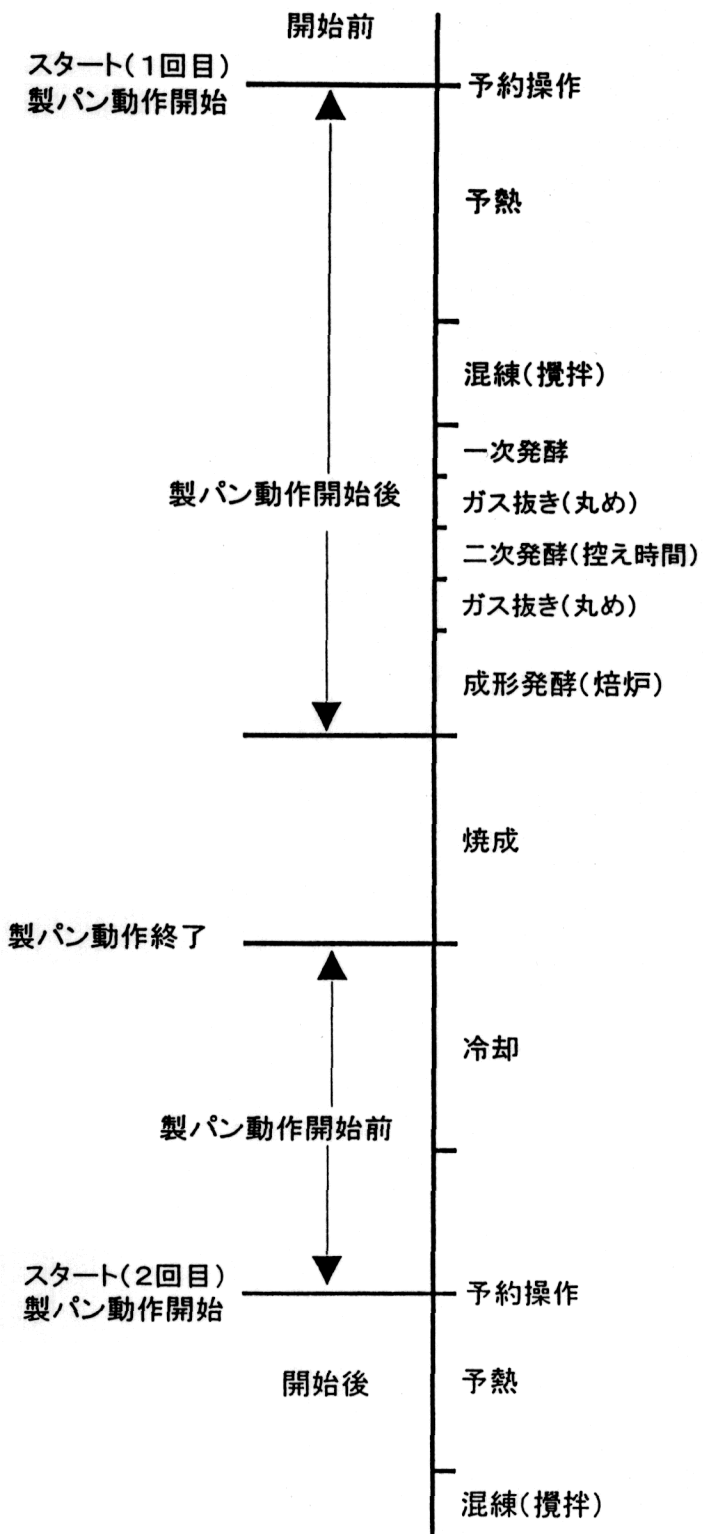 開始前
スタート(1回目)
製パン動作開始
予約操作
予熱
混練(攪拌)
一次発酵
製パン動作開始後
ガス抜き(丸め)
二次発酵(控え時間)
ガス抜き(丸め)
成形発酵(焙炉)
焼成
製パン動作終了
冷却
製パン動作開始前
スタート(2回目)
製パン動作開始
予約操作
開始後
予熱
混練(攪拌)